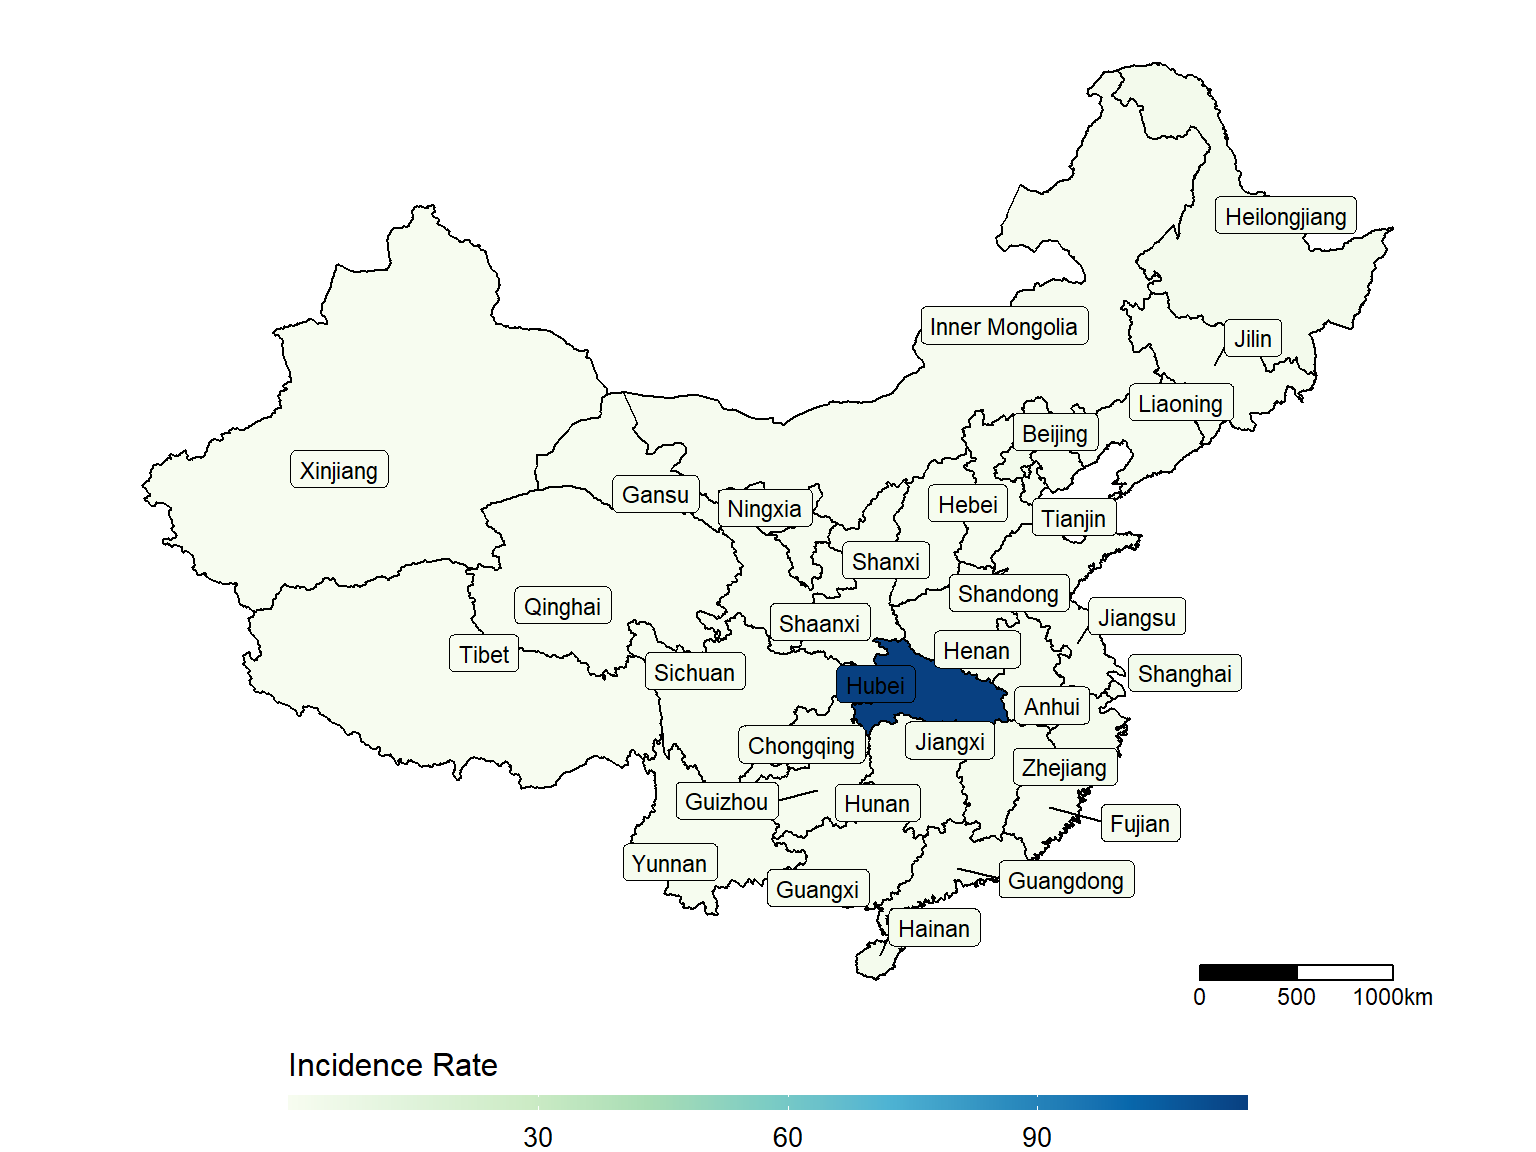 Heilongjiang
Inner Mongolia
Jilin
Liaoning
Beijing
Xinjiang
Gansu
Ningxia
Hebei
Tianjin
Shanxi
Shandong
Qinghai
Jiangsu
Shaanxi
Henan
Tibet
Sichuan
Shanghai
Hubei
Anhui
Chongqing
Jiangxi
Zhejiang
Guizhou
Hunan
Fujian
Yunnan
Guangxi
Guangdong
Hainan
0 500 1000km
Incidence Rate
30 60 90